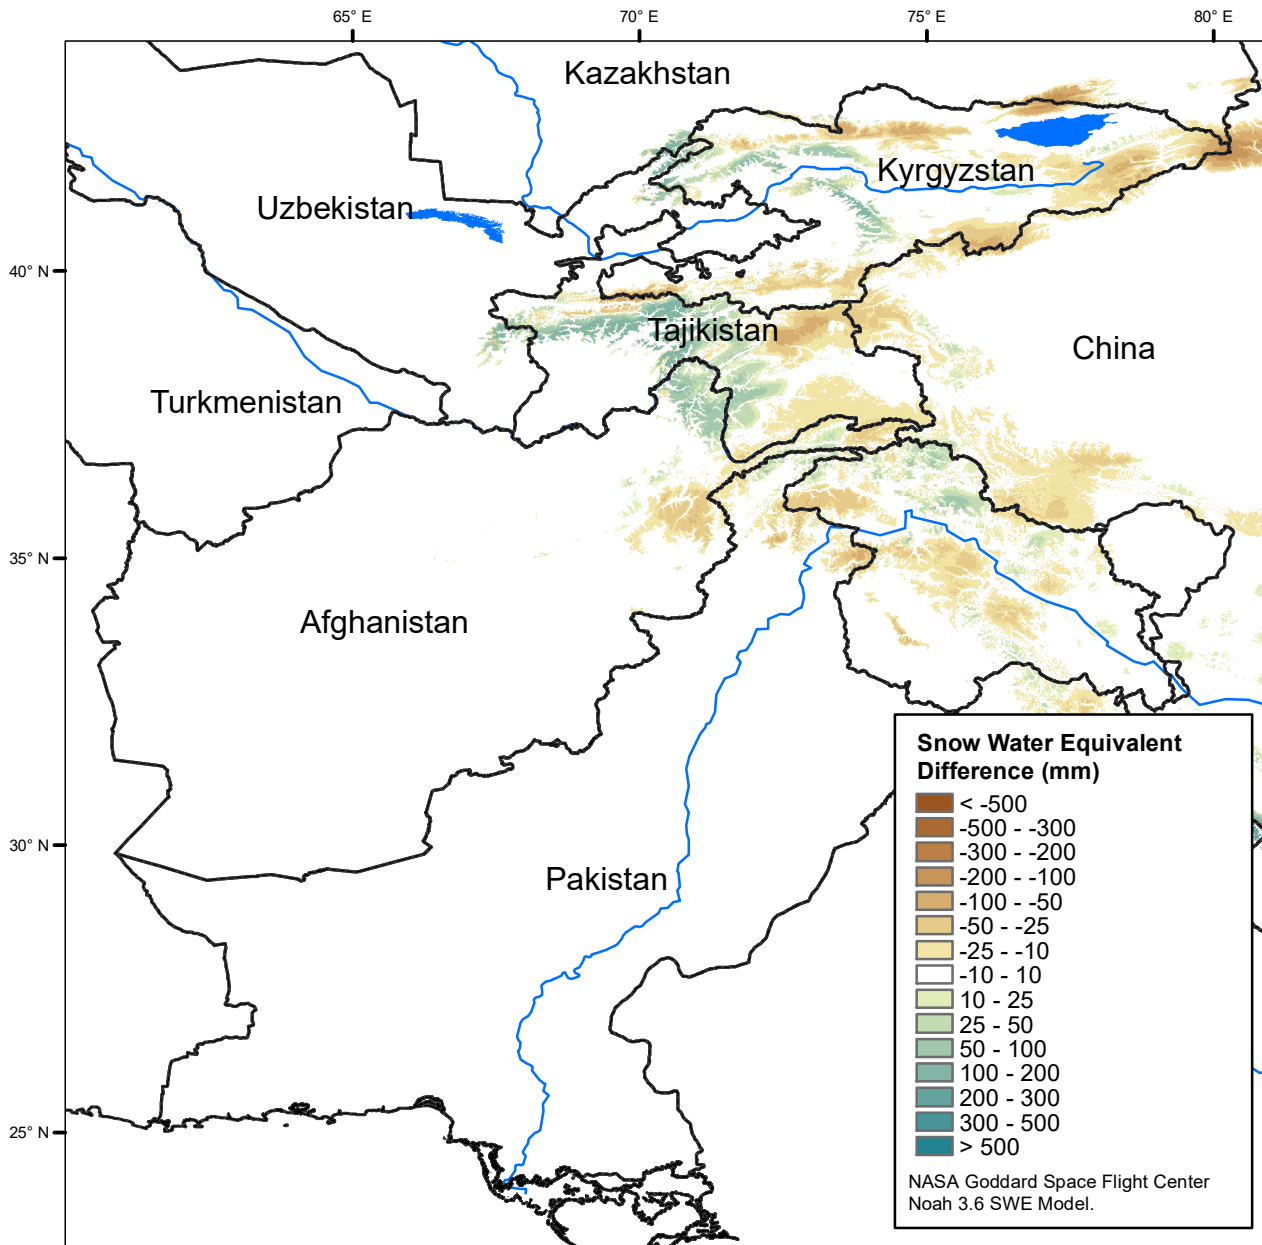 65° E
70° E
75° E
80° E
Kazakhstan
Kyrgyzstan
Uzbekistan
40° N
Tajikistan
China
Turkmenistan
35° N
Afghanistan
Snow Water Equivalent
Difference (mm)
< -500
-500 - -300
-300 - -200
-200 - -100
-100 - -50
-50 - -25
-25 - -10
-10 - 10
10 - 25
25 - 50
50 - 100
100 - 200
200 - 300
300 - 500
> 500
30° N
Pakistan
25° N
NASA Goddard Space Flight Center
Noah 3.6 SWE Model.